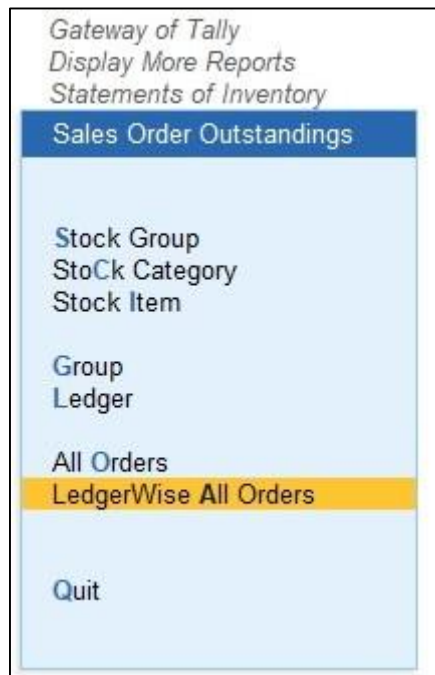 Gateway of Tally
Display More Reports
Statements of Inventory
Sales Order Outstandings
Stock Group
StoCk Category
Stock Item
Group
Ledger
All Orders
LedgerWise All Orders
Quit